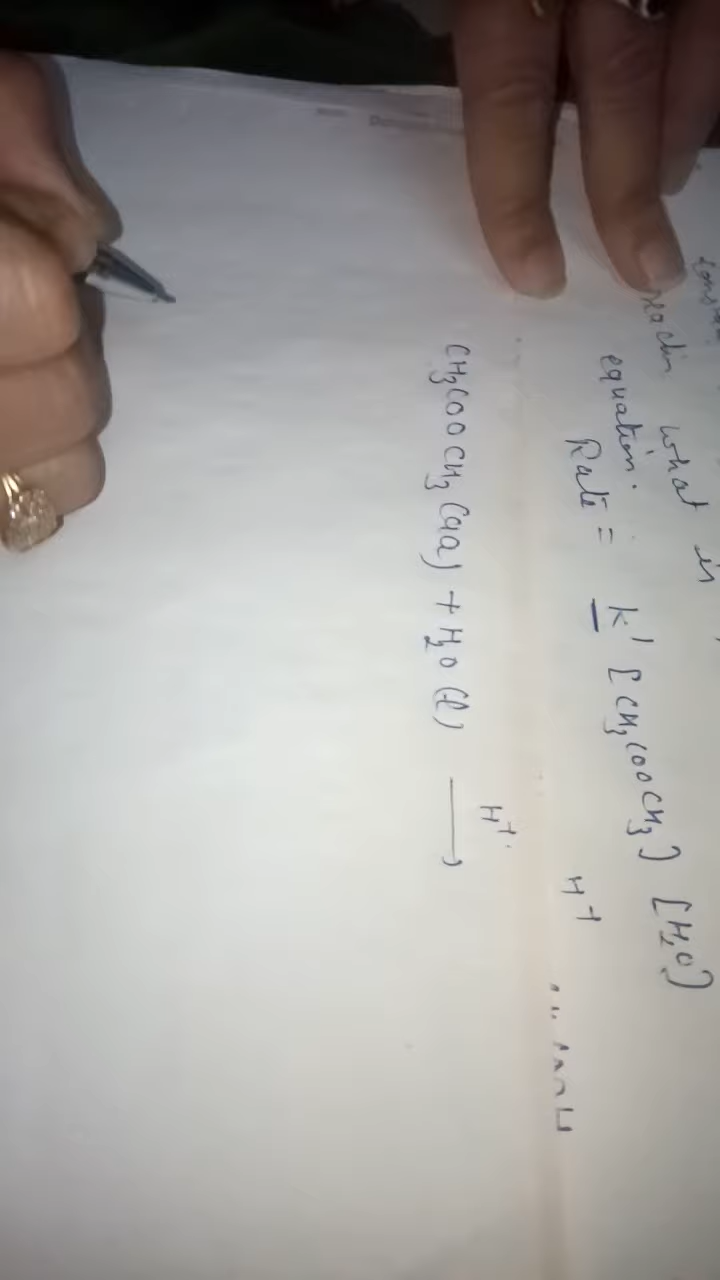 what is
reaction
equation.
Rate = k' [CH3COOCH3] [H2O]
H+
H+
CH3COOCH3 (aq) + H2O (l) ⟶